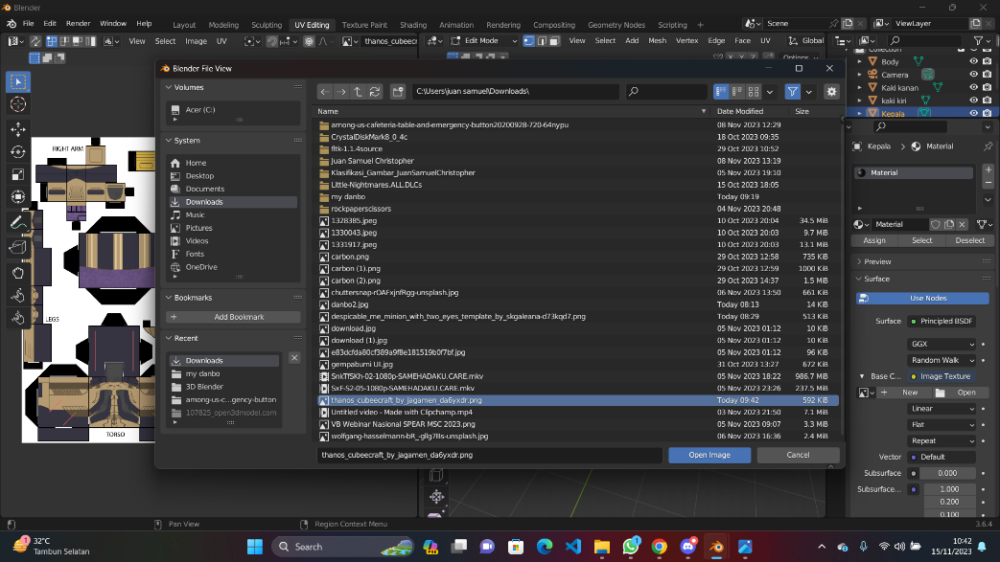 Blender
File Edit Render Window Help
Layout Modeling Sculpting UV Editing Texture Paint Shading Animation Rendering Compositing Geometry Nodes Scripting +
Scene
ViewLayer
View Select Image UV
thanos_cubeecr
Edit Mode
View Select Add Mesh Vertex Edge Face UV
Global
Options
Collection
Body
Camera
Kaki kanan
kaki kiri
Kepala
RIGHT ARM
LEGS
TORSO
Blender File View
Volumes
Acer (C:)
System
Home
Desktop
Documents
Downloads
Music
Pictures
Videos
Fonts
OneDrive
Bookmarks
+ Add Bookmark
Recent
Downloads
my danbo
3D Blender
among-us-c...gency-button
107825_open3dmodel.com
C:\Users\juan samuel\Downloads\
Name Date Modified Size
among-us-cafeteria-table-and-emergency-button20200928-720-64nypu 08 Nov 2023 12:29
CrystalDiskMark8_0_4c 18 Oct 2023 09:35
fltk-1.1.4source 29 Oct 2023 10:52
Juan Samuel Christopher 08 Nov 2023 13:19
Klasifikasi_Gambar_JuanSamuelChristopher 05 Nov 2023 19:10
Little-Nightmares.ALL.DLCs 15 Oct 2023 18:05
my danbo Today 09:19
rockpaperscissors 04 Nov 2023 20:48
1328385.jpeg 10 Oct 2023 20:04 34.5 MiB
1330043.jpeg 10 Oct 2023 20:03 9.7 MiB
1331917.jpeg 10 Oct 2023 20:03 13.1 MiB
carbon.png 29 Oct 2023 12:58 735 KiB
carbon (1).png 29 Oct 2023 12:59 1000 KiB
carbon (2).png 29 Oct 2023 14:37 1.5 MiB
chuttersnap-rOAFxjnfRgg-unsplash.jpg 06 Nov 2023 13:50 661 KiB
danbo2.jpg Today 08:13 14 KiB
despicable_me_minion_with_two_eyes_template_by_skgaleana-d73kqd7.png Today 08:29 513 KiB
download.jpg 05 Nov 2023 01:12 10 KiB
download (1).jpg 05 Nov 2023 01:12 10 KiB
e83dcfda80cf389a9f8e181519b0f7bf.jpg 05 Nov 2023 01:12 96 KiB
gempabumi UI.jpg 31 Oct 2023 13:27 672 KiB
SnkTfSKh-02-1080p-SAMEHADAKU.CARE.mkv 05 Nov 2023 18:22 986.7 MiB
SxF-S2-05-1080p-SAMEHADAKU.CARE.mkv 05 Nov 2023 23:26 237.5 MiB
thanos_cubeecraft_by_jagamen_da6yxdr.png Today 09:42 592 KiB
Untitled video - Made with Clipchamp.mp4 03 Nov 2023 21:50 7.1 MiB
VB Webinar Nasional SPEAR MSC 2023.png 05 Nov 2023 09:07 3.3 MiB
wolfgang-hasselmann-bR_-gllg7Bs-unsplash.jpg 06 Nov 2023 16:36 2.4 MiB
thanos_cubeecraft_by_jagamen_da6yxdr.png
Open Image
Cancel
Kepala > Material
Material
Material
Assign Select Deselect
Preview
Surface
Use Nodes
Surface Principled BSDF
GGX
Random Walk
Base C... Image Texture
+ New Open
Linear
Flat
Repeat
Vector Default
Subsurface 0.000
Subsurface... 1.000
0.200
0.100
Pan View
Region Context Menu
3.6.4
1
32°C
Tambun Selatan
Search
1
10:42
15/11/2023